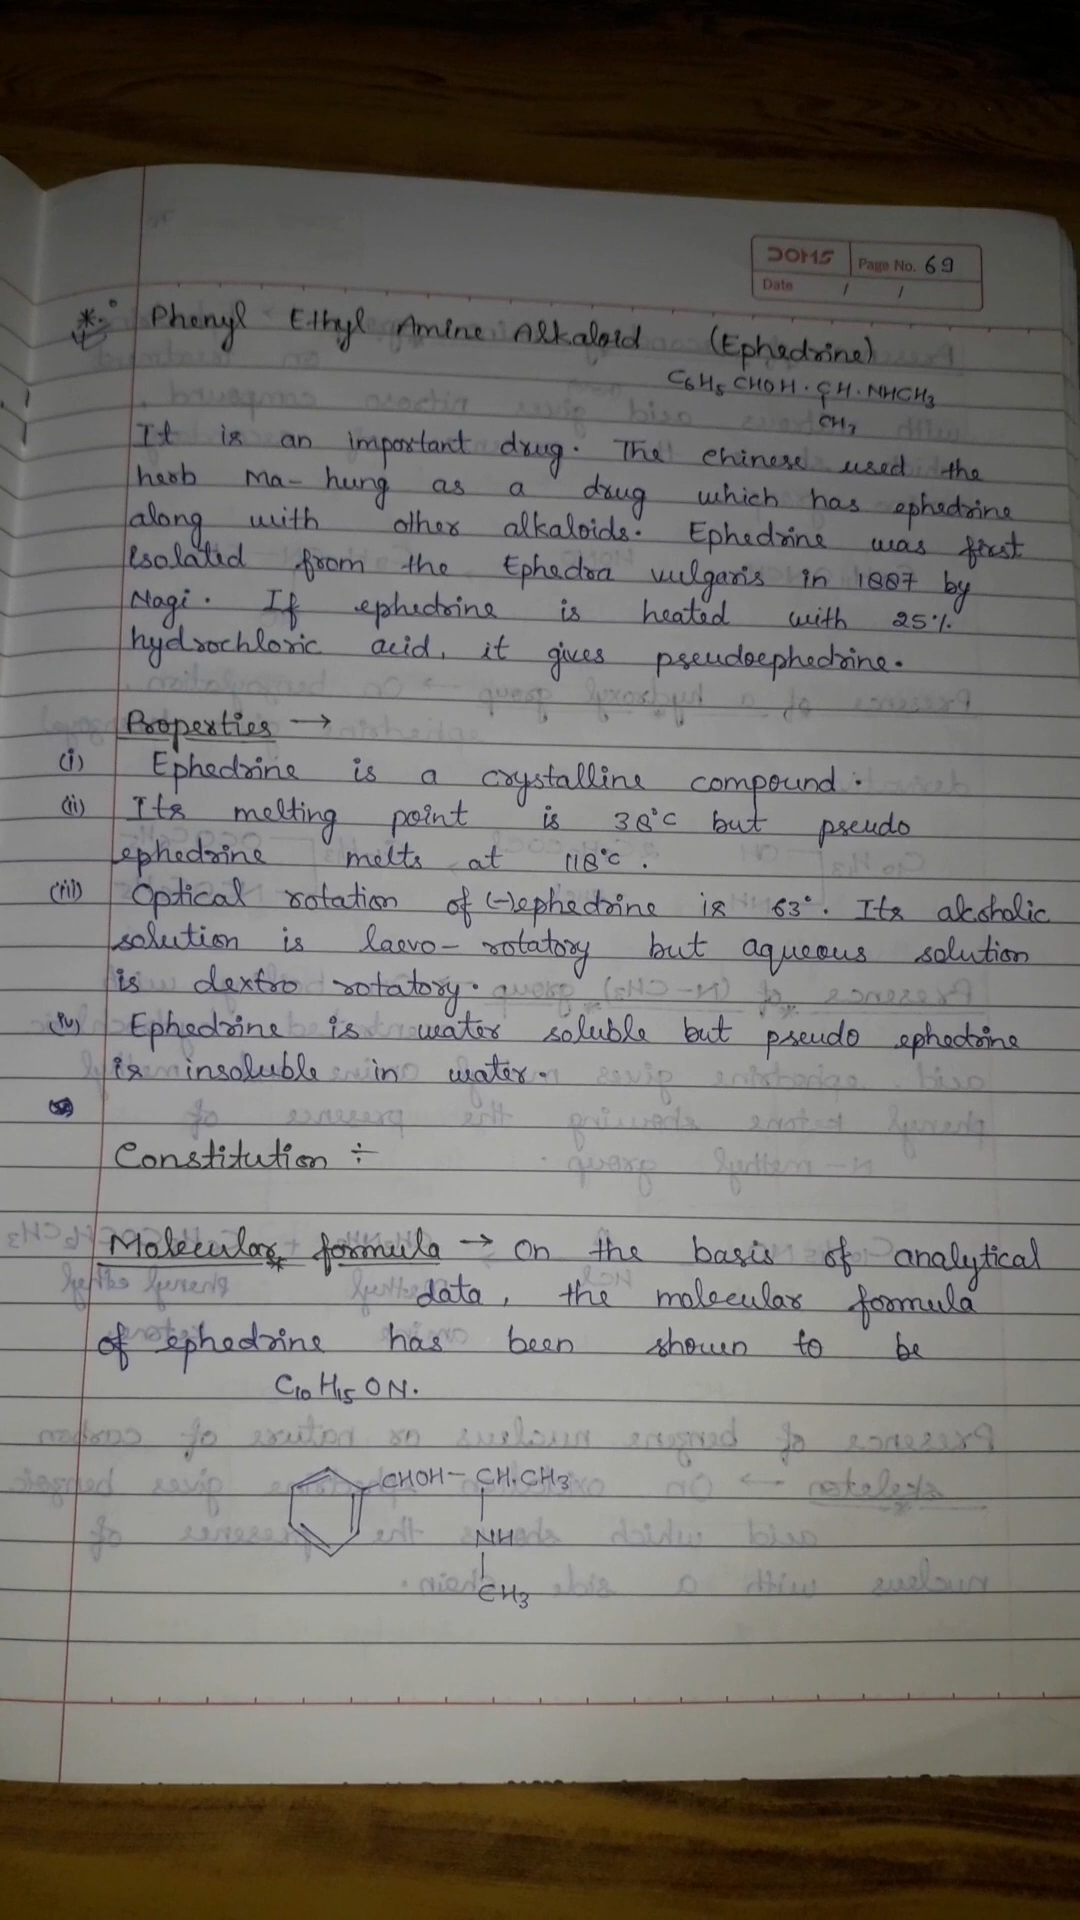 DOMS Page No. 69
Date / /
*:° Phenyl Ethyl Amine Alkaloid (Ephedrine)
C6H5 CHOH · CH · NHCH3
CH3
It is an important drug. The chinese used the
herb Ma-hung as a drug which has ephedrine
along with other alkaloids. Ephedrine was first
isolated from the Ephedra vulgaris in 1887 by
Nagi. If ephedrine is heated with 25%
hydrochloric acid, it gives pseudoephedrine.
Properties →
(i) Ephedrine is a crystalline compound.
(ii) Its melting point is 38°C but pseudo
ephedrine melts at 118°C.
(iii) Optical rotation of (-)ephedrine is 63°. Its alcoholic
solution is laevo-rotatory but aqueous solution
is dextro rotatory.
(iv) Ephedrine is water soluble but pseudo ephedrine
is insoluble in water.
Constitution ÷
Molecular formula → On the basis of analytical
data, the molecular formula
of ephedrine has been shown to be
C10 H15 ON.
CHOH - CH.CH3
NH
CH3